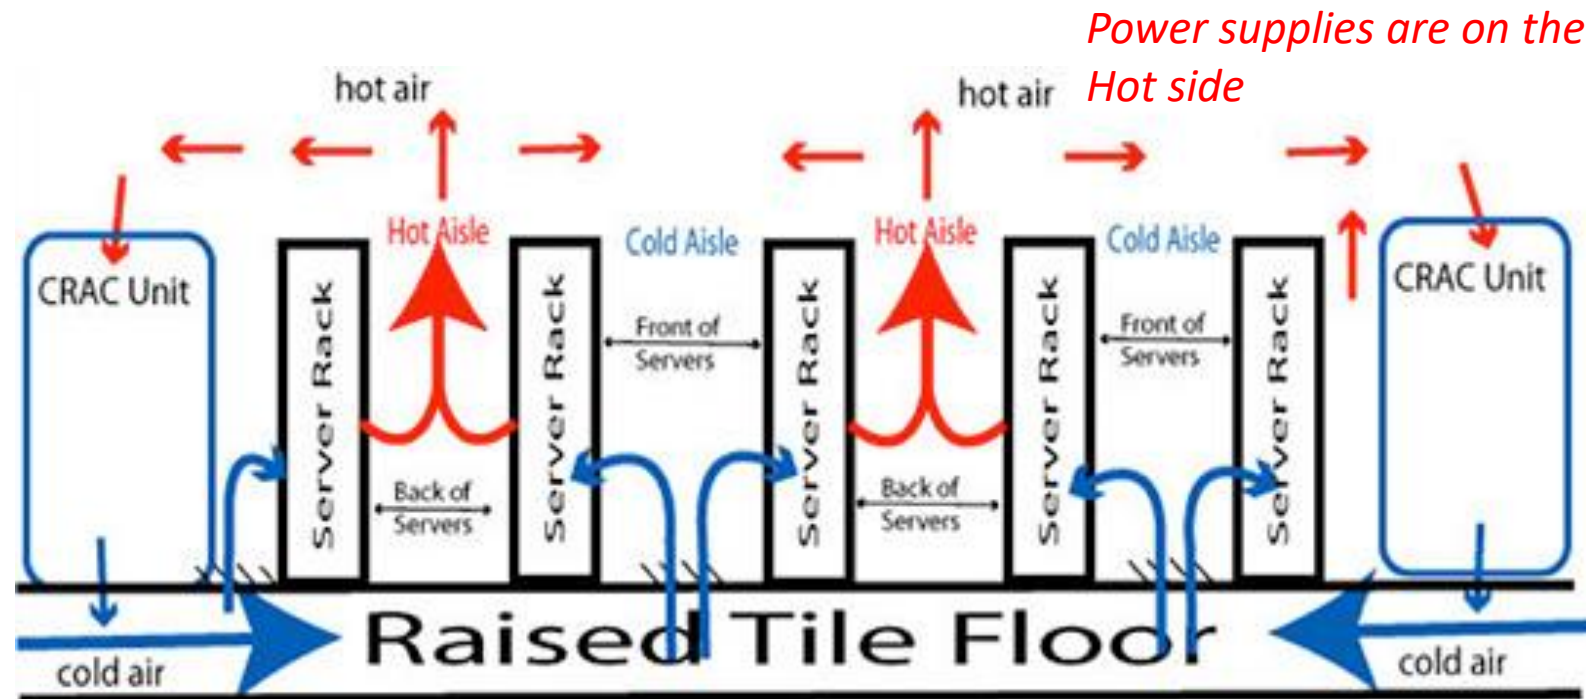 Power supplies are on the
Hot side
hot air
hot air
Hot Aisle
Cold Aisle
Hot Aisle
Cold Aisle
CRAC Unit
CRAC Unit
Server Rack
Server Rack
Server Rack
Server Rack
Server Rack
Front of
Servers
Front of
Servers
Back of
Servers
Back of
Servers
Raised Tile Floor
cold air
cold air